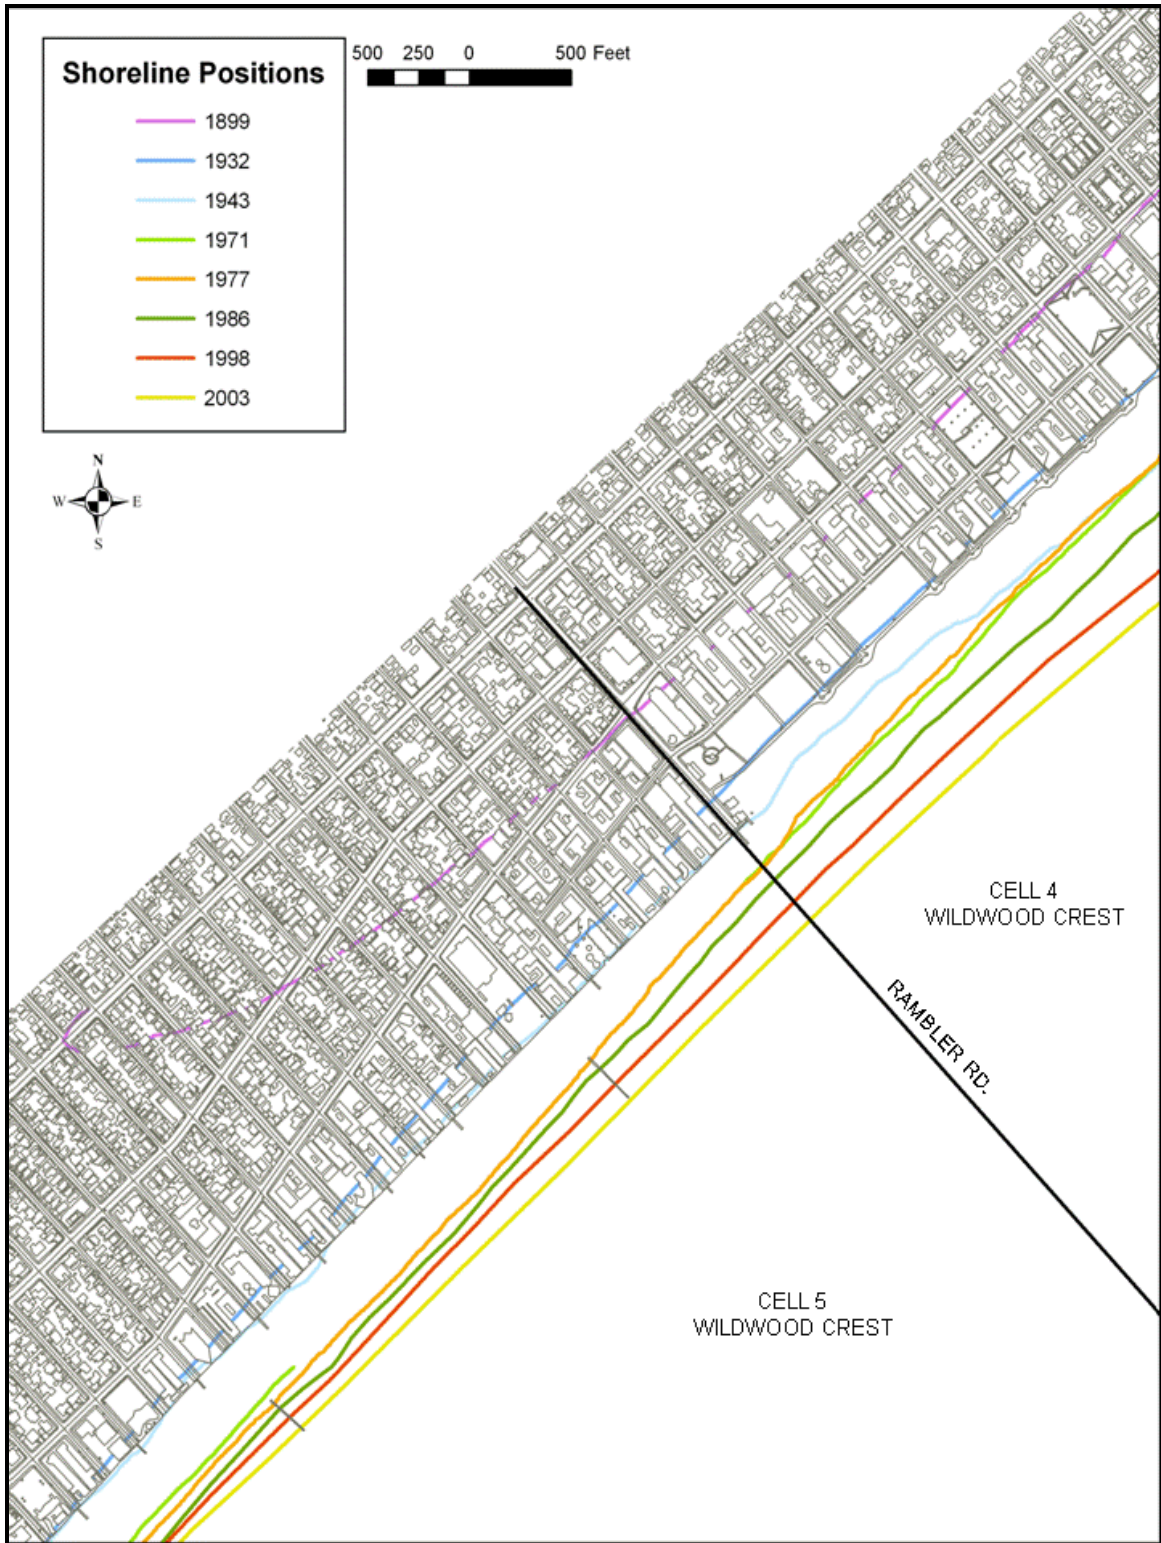 Shoreline Positions
1899
1932
1943
1971
1977
1986
1998
2003
500 250 0 500 Feet
N
W E
S
CELL 4
WILDWOOD CREST
RAMBLER RD.
CELL 5
WILDWOOD CREST